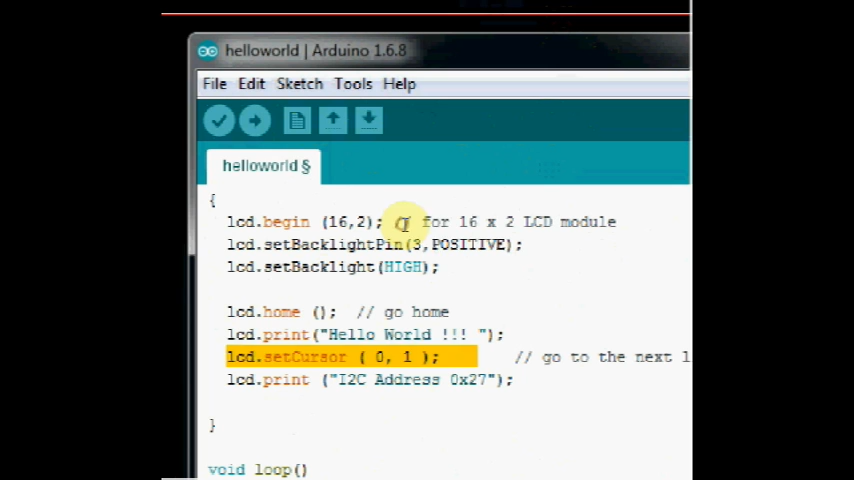 helloworld | Arduino 1.6.8
File Edit Sketch Tools Help
helloworld §
{
lcd.begin (16,2); // for 16 x 2 LCD module
lcd.setBacklightPin(3,POSITIVE);
lcd.setBacklight(HIGH);
lcd.home (); // go home
lcd.print("Hello World !!! ");
lcd.setCursor ( 0, 1 ); // go to the next l
lcd.print ("I2C Address 0x27");
}
void loop()